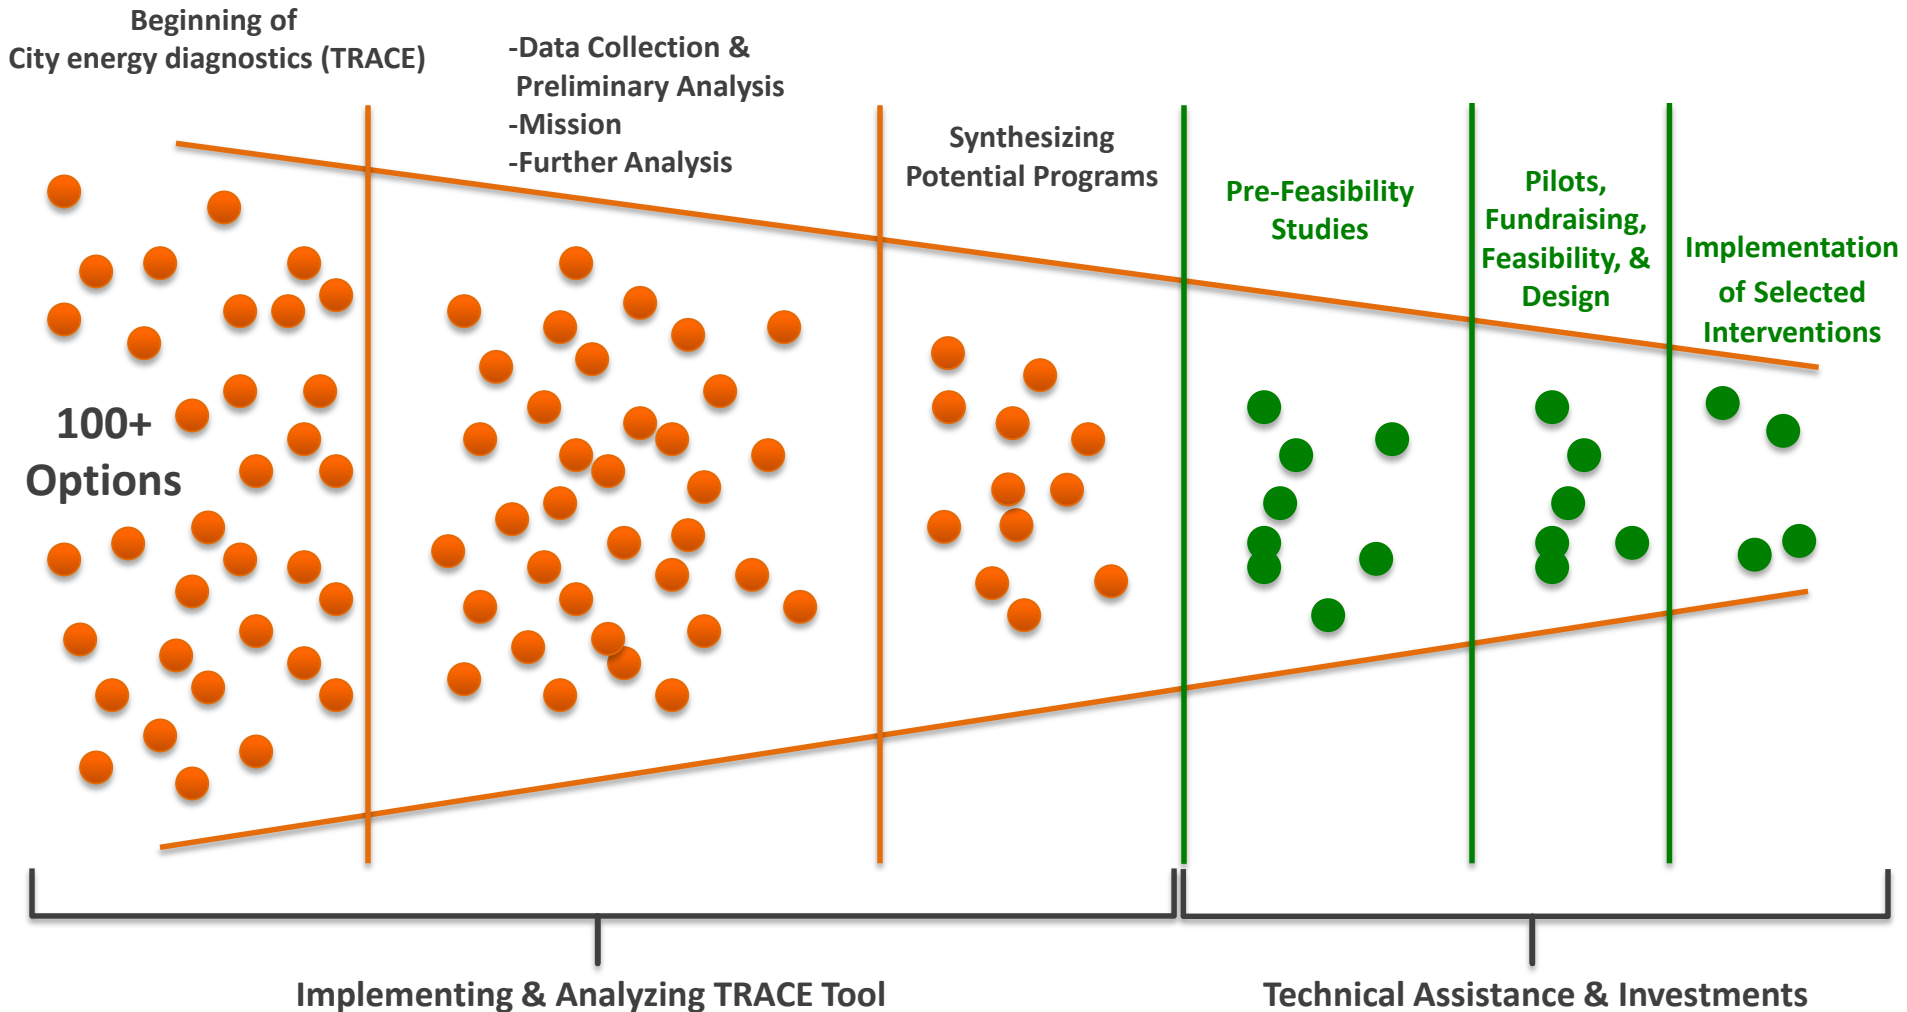 Beginning of
City energy diagnostics (TRACE)
-Data Collection &
Preliminary Analysis
-Mission
-Further Analysis
Synthesizing
Potential Programs
Pre-Feasibility
Studies
Pilots,
Fundraising,
Feasibility, &
Design
Implementation
of Selected
Interventions
100+
Options
Implementing & Analyzing TRACE Tool
Technical Assistance & Investments